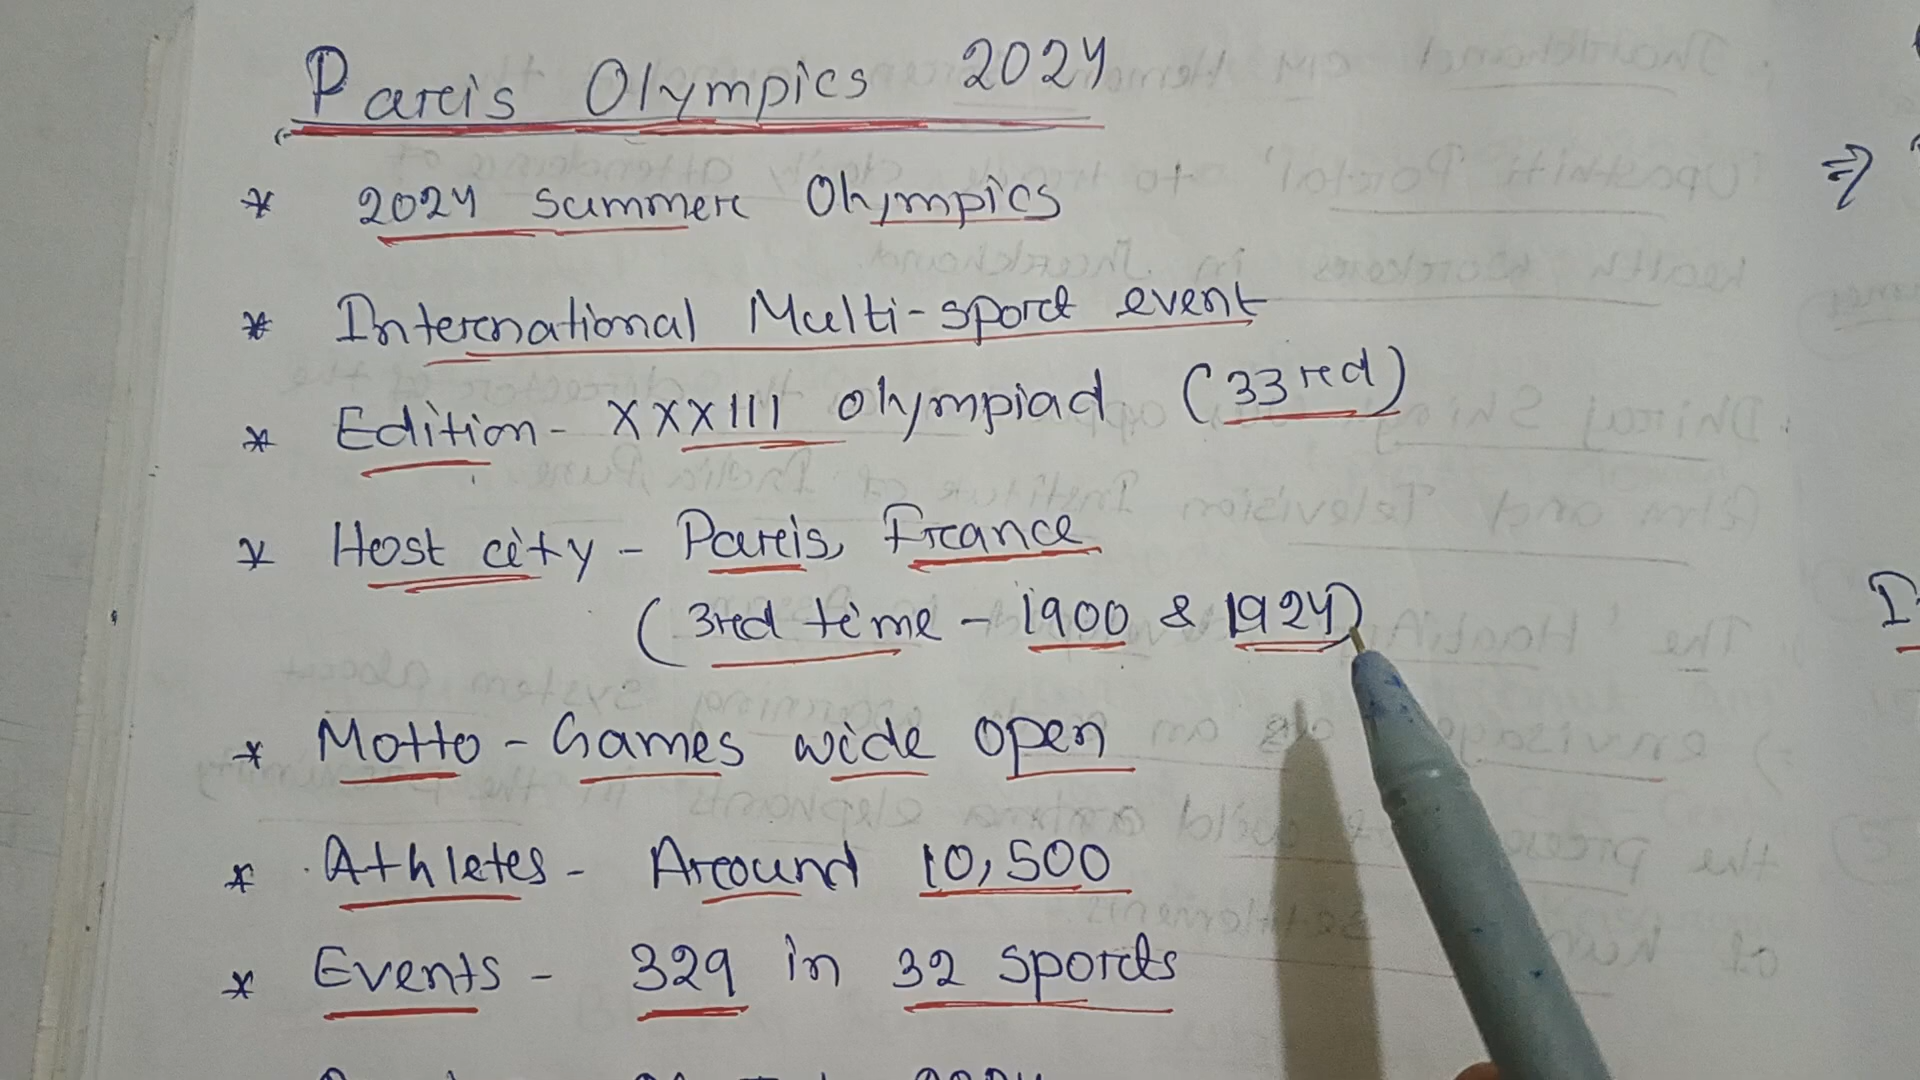 Paris Olympics 2024
* 2024 Summer Olympics
* International Multi-sport event
* Edition - XXXIII Olympiad (33rd)
* Host city - Paris, France
(3rd time - 1900 & 1924)
* Motto - Games wide open
* Athletes - Around 10,500
* Events - 329 in 32 sports